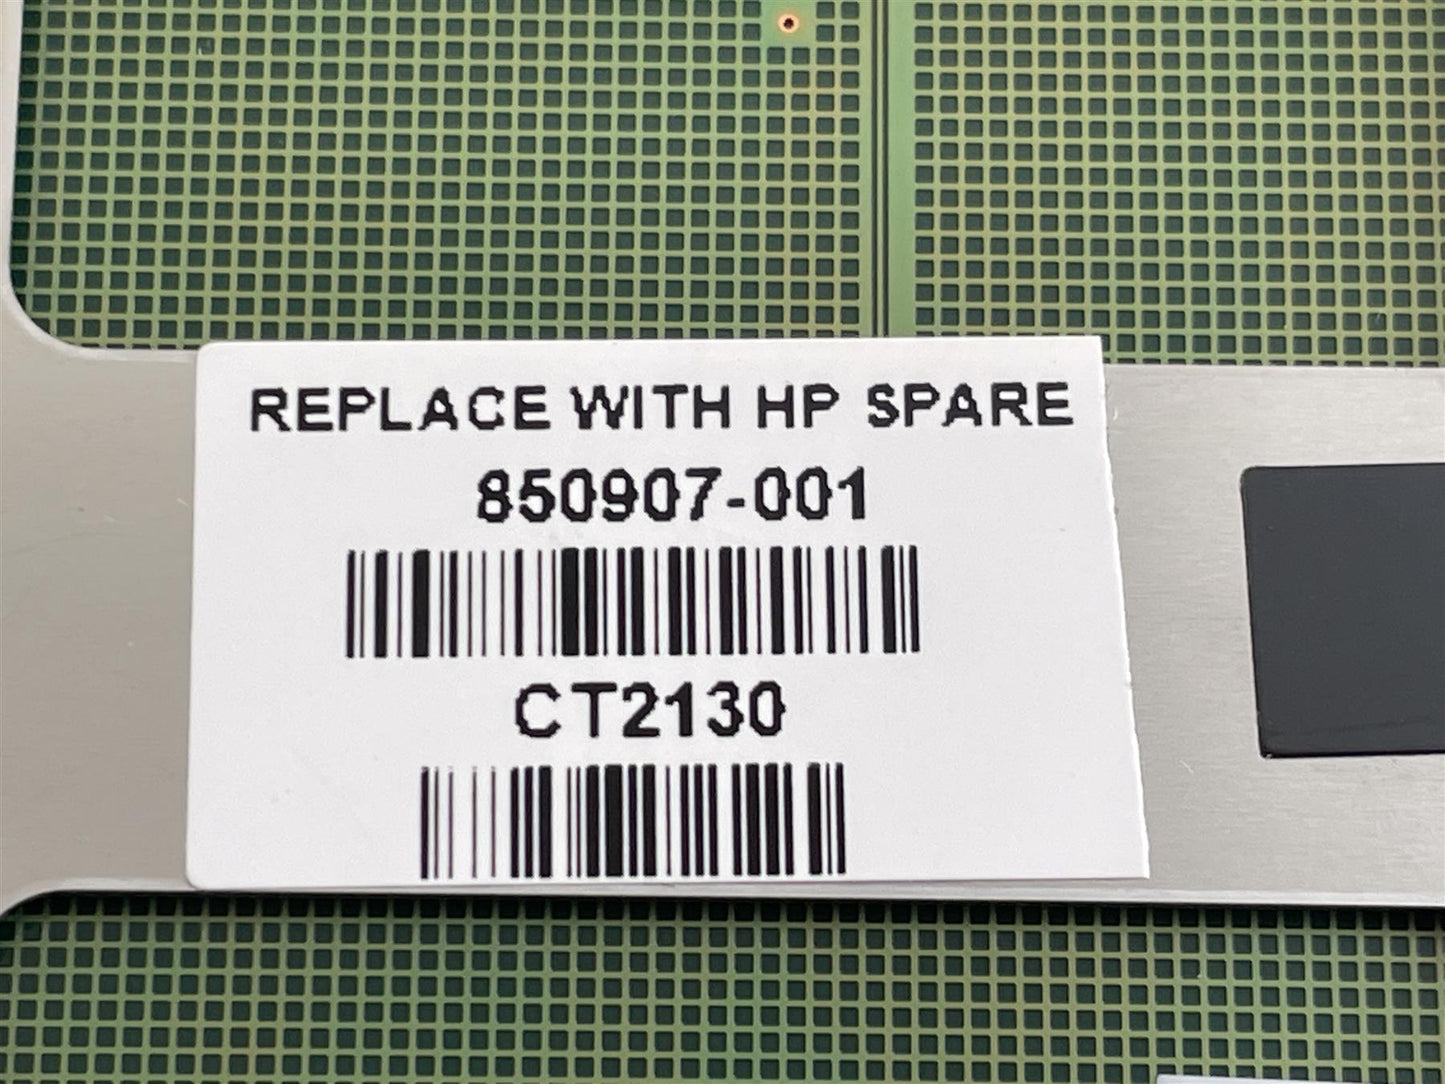 REPLACE WITH HP SPARE
850907-001
CT2130